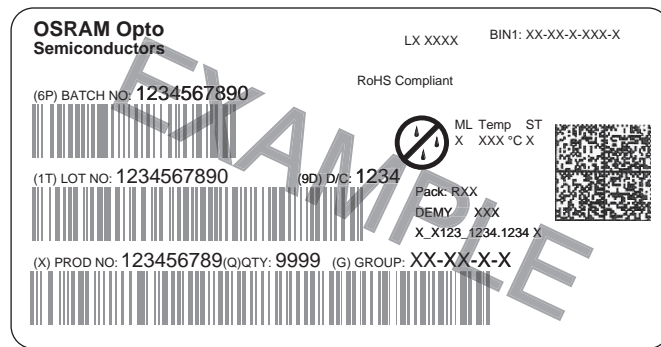 OSRAM Opto
Semiconductors
LX XXXX
BIN1: XX-XX-X-XXX-X
RoHS Compliant
(6P) BATCH NO: 1234567890
ML Temp ST
X XXX °C X
(1T) LOT NO: 1234567890 (9D) D/C: 1234
Pack: RXX
DEMY XXX
X_X123_1234.1234 X
(X) PROD NO: 123456789(Q)QTY: 9999 (G) GROUP: XX-XX-X-X
EXAMPLE